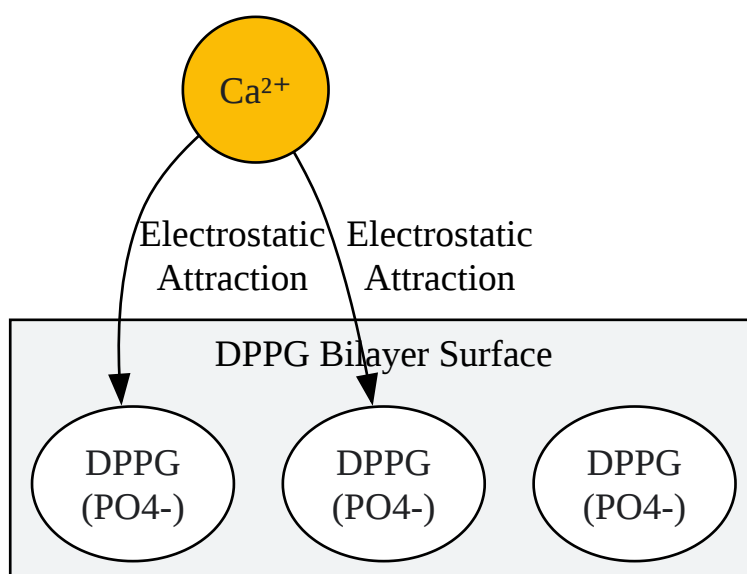 Ca²⁺
Electrostatic
Attraction
Electrostatic
Attraction
DPPG Bilayer Surface
DPPG
(PO4-)
DPPG
(PO4-)
DPPG
(PO4-)